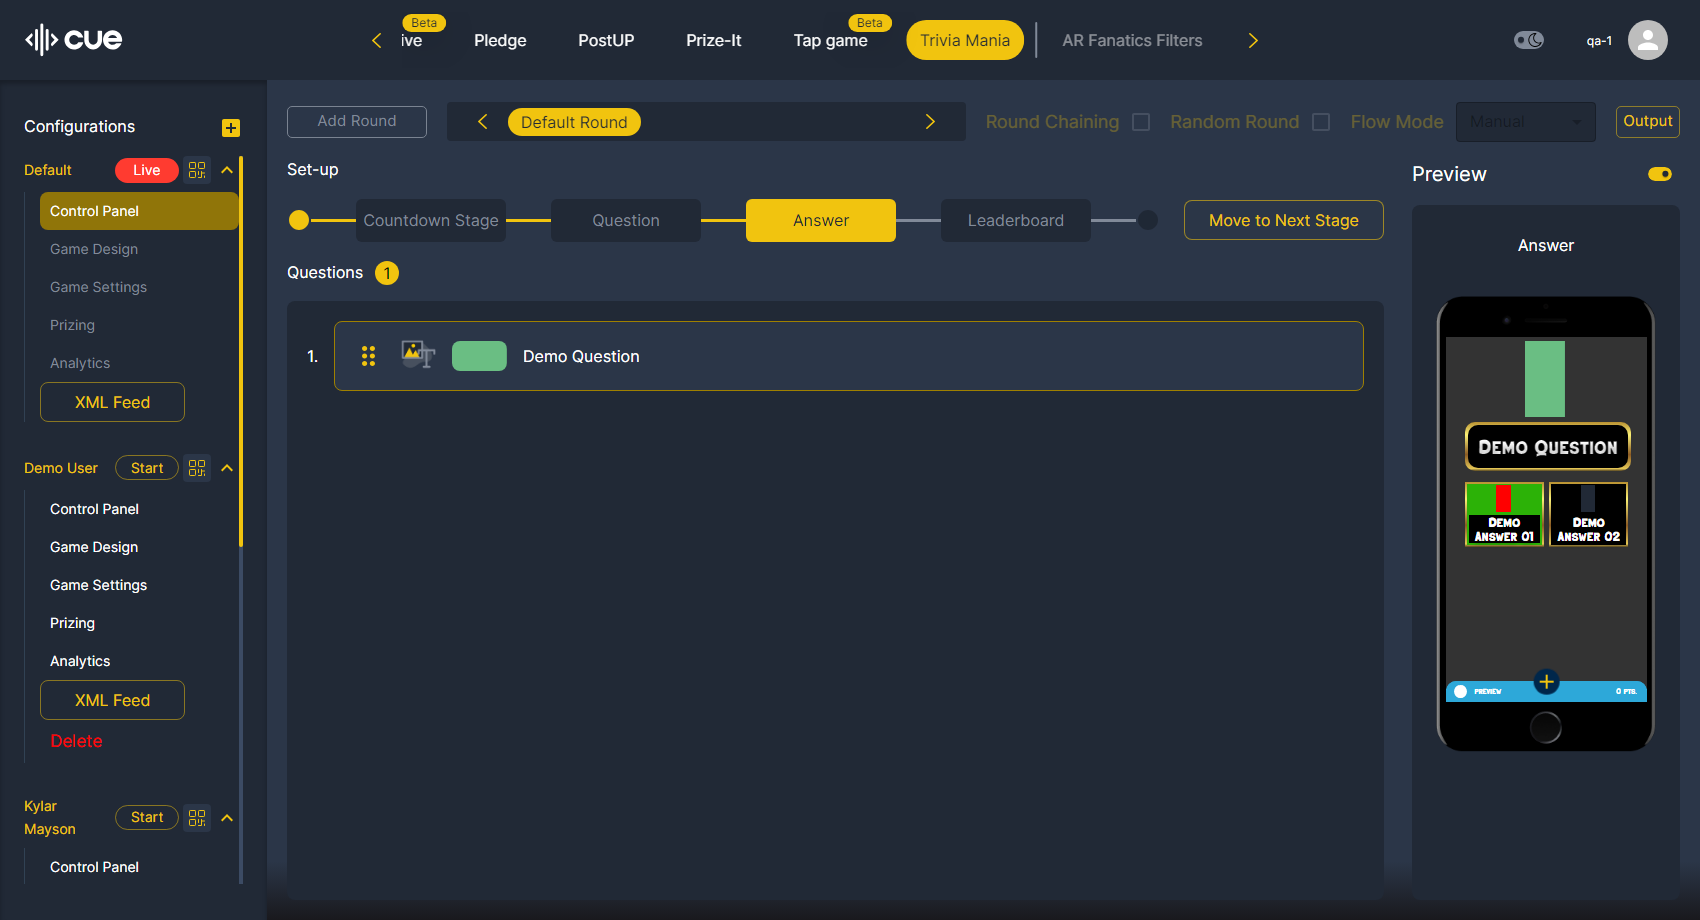 cue
Beta
ive
Pledge
PostUP
Prize-It
Beta
Tap game
Trivia Mania
AR Fanatics Filters
qa-1
Configurations
Default
Live
Control Panel
Game Design
Game Settings
Prizing
Analytics
XML Feed
Demo User
Start
Control Panel
Game Design
Game Settings
Prizing
Analytics
XML Feed
Delete
Kylar
Mayson
Start
Control Panel
Add Round
Default Round
Round Chaining
Random Round
Flow Mode
Manual
Output
Set-up
Countdown Stage
Question
Answer
Leaderboard
Move to Next Stage
Questions 1
1.
T
Demo Question
Preview
Answer
DEMO QUESTION
DEMO
ANSWER 01
DEMO
ANSWER 02
PREVIEW
0 PTS.